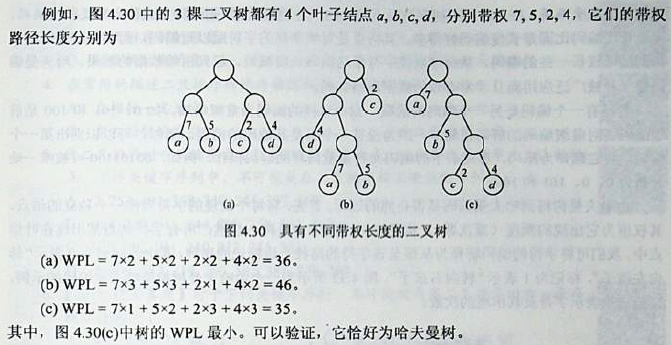 例如，图4.30中的3棵二叉树都有4个叶子结点a, b, c, d，分别带权7, 5, 2, 4，它们的带权
路径长度分别为
7 5 2 4
a b c d
(a)
2
c
4
d
7 5
a b
(b)
7
a
5
b
2 4
c d
(c)
图4.30 具有不同带权长度的二叉树
(a) WPL = 7×2 + 5×2 + 2×2 + 4×2 = 36。
(b) WPL = 7×3 + 5×3 + 2×1 + 4×2 = 46。
(c) WPL = 7×1 + 5×2 + 2×3 + 4×3 = 35。
其中，图4.30(c)中树的WPL最小。可以验证，它恰好为哈夫曼树。